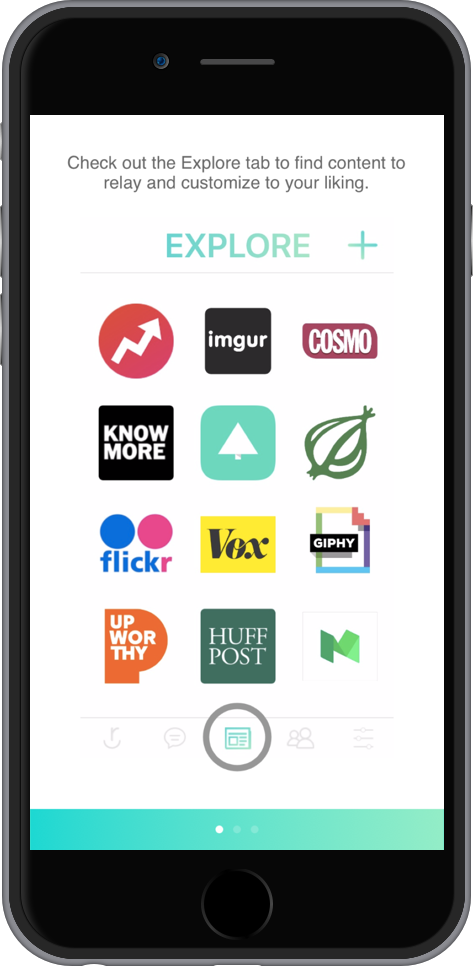 Check out the Explore tab to find content to
relay and customize to your liking.
EXPLORE
imgur
COSMO
KNOW
MORE
flickr
Vox
GIPHY
UP
WOR
THY
HUFF
POST